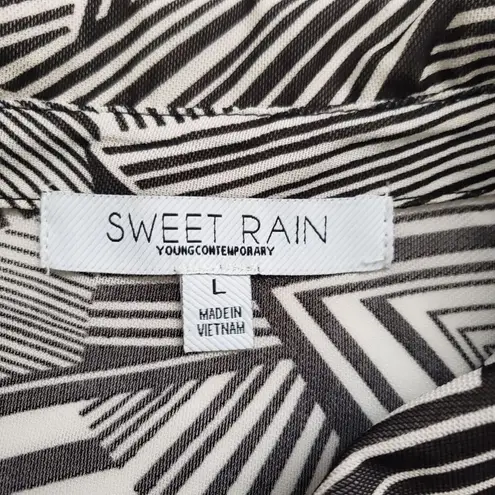 SWEET RAIN
YOUNGCONTEMPORARY
L
MADE IN
VIETNAM